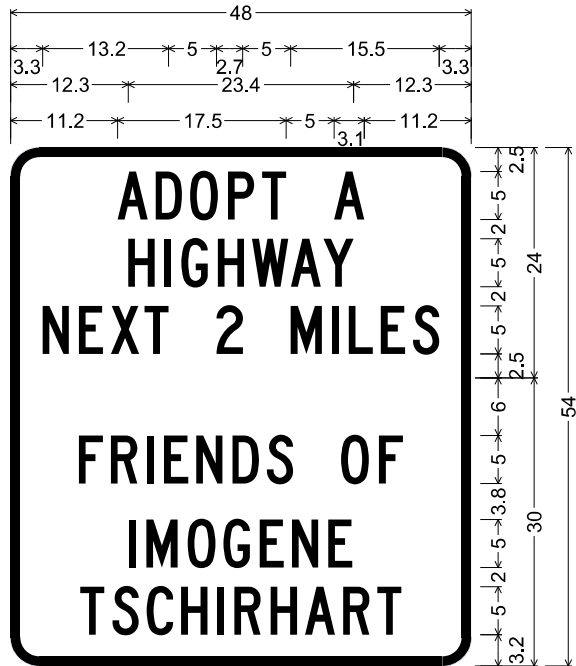 48
13.2 5 5 15.5
3.3 2.7 3.3
12.3 23.4 12.3
11.2 17.5 5 11.2
3.1
ADOPT A
HIGHWAY
NEXT 2 MILES
FRIENDS OF
IMOGENE
TSCHIRHART
2.5
5
2
5
2
5
2.5
6
5
3.8
5
2
5
3.2
24
30
54